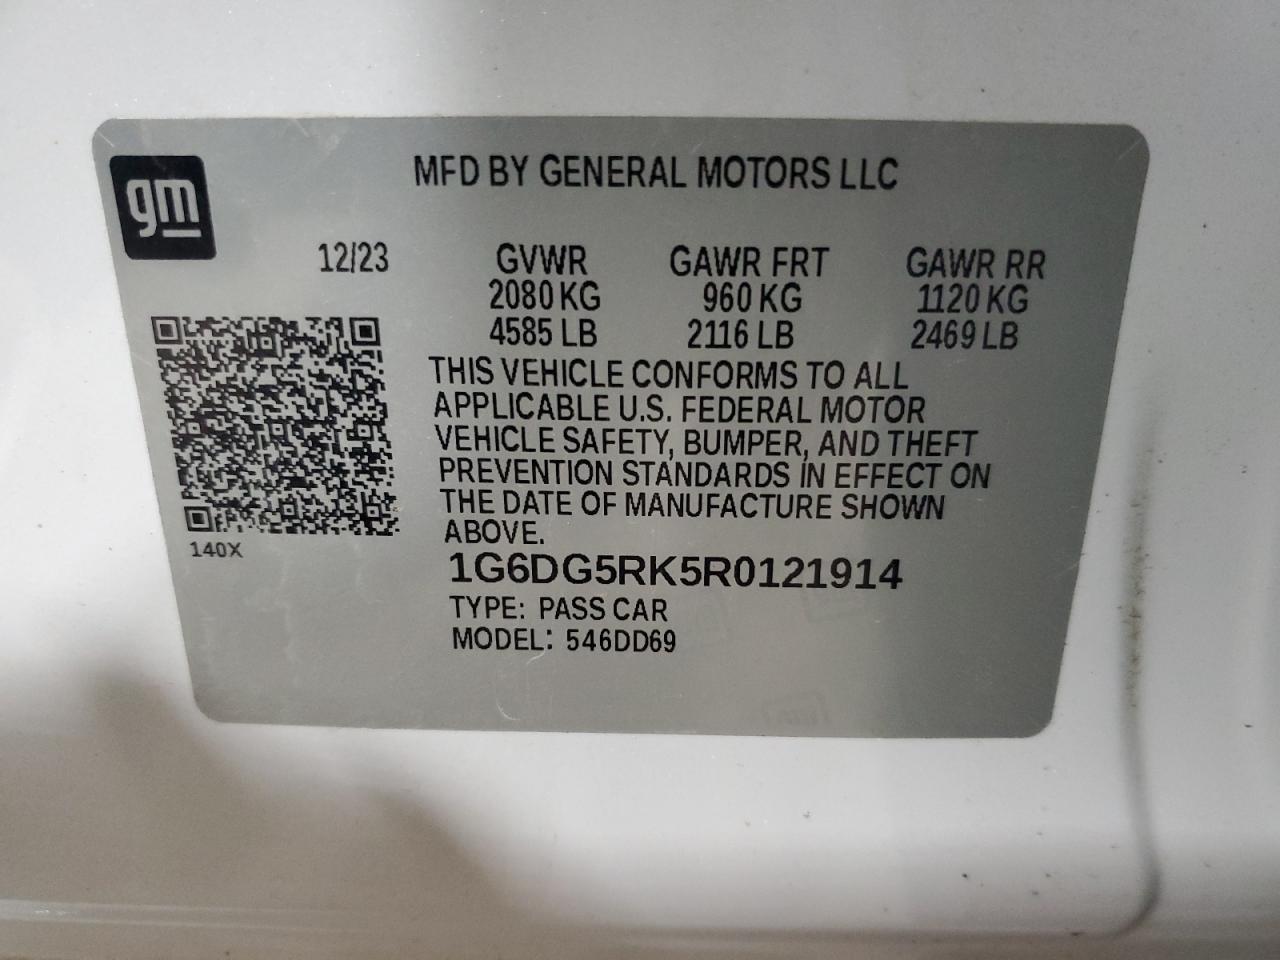 gm
MFD BY GENERAL MOTORS LLC
12/23 GVWR GAWR FRT GAWR RR
2080 KG 960 KG 1120 KG
4585 LB 2116 LB 2469 LB
THIS VEHICLE CONFORMS TO ALL
APPLICABLE U.S. FEDERAL MOTOR
VEHICLE SAFETY, BUMPER, AND THEFT
PREVENTION STANDARDS IN EFFECT ON
THE DATE OF MANUFACTURE SHOWN
ABOVE.
140X
1G6DG5RK5R0121914
TYPE: PASS CAR
MODEL: 546DD69